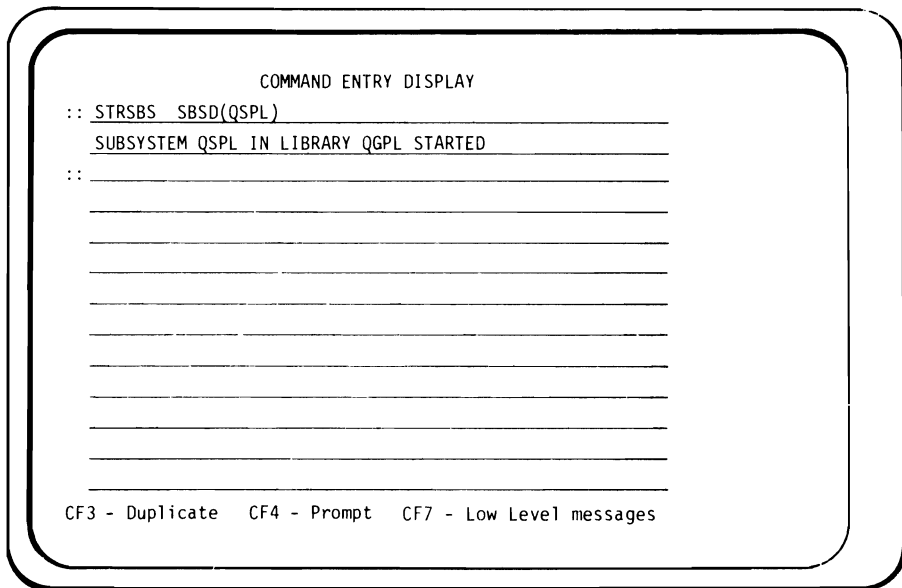 COMMAND ENTRY DISPLAY
:: STRSBS SBSD(QSPL)
SUBSYSTEM QSPL IN LIBRARY QGPL STARTED
::
CF3 - Duplicate CF4 - Prompt CF7 - Low Level messages